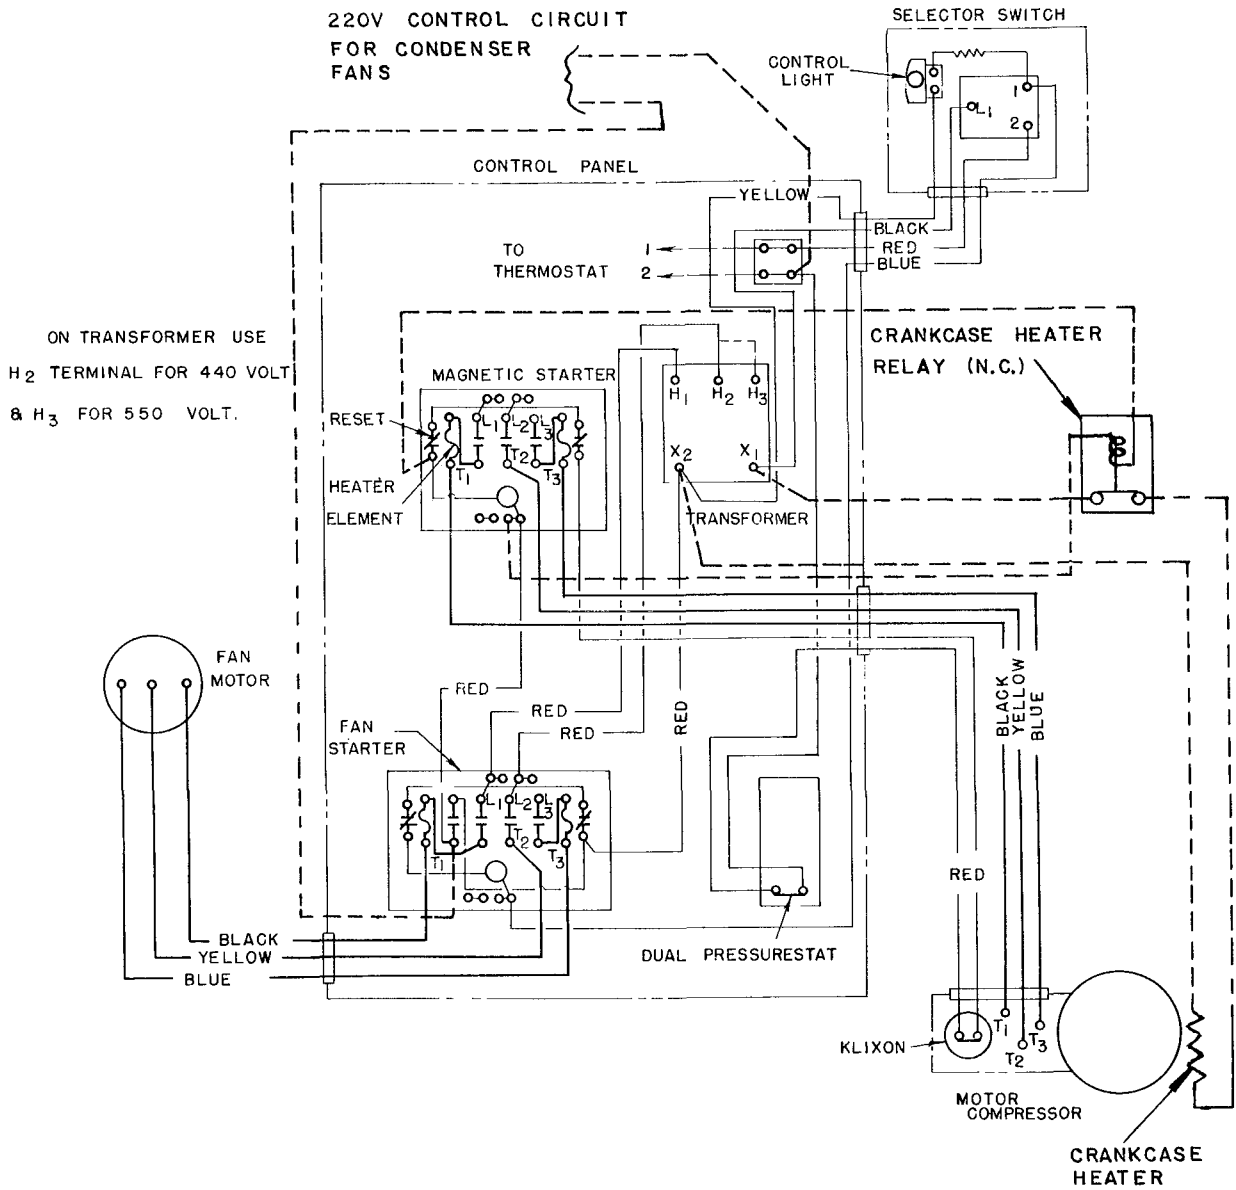 220V CONTROL CIRCUIT
FOR CONDENSER
FANS
SELECTOR SWITCH
CONTROL
LIGHT
1
L1
2
CONTROL PANEL
YELLOW
BLACK
RED
BLUE
TO
THERMOSTAT
1
2
ON TRANSFORMER USE
H2 TERMINAL FOR 440 VOLT
& H3 FOR 550 VOLT.
CRANKCASE HEATER
RELAY (N.C.)
MAGNETIC STARTER
RESET
L1
L2
L3
T1
T2
T3
HEATER
ELEMENT
H1
H2
H3
X2
X1
TRANSFORMER
FAN
MOTOR
RED
RED
RED
RED
BLACK
YELLOW
BLUE
FAN
STARTER
L1
L2
L3
T1
T2
T3
RED
BLACK
YELLOW
BLUE
DUAL PRESSURESTAT
KLIXON
T1
T2
T3
MOTOR
COMPRESSOR
CRANKCASE
HEATER